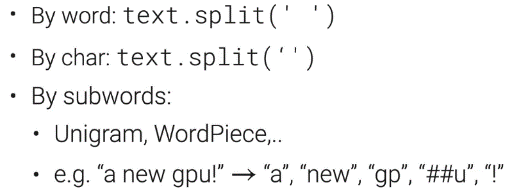 • By word: text.split(' ')
• By char: text.split(‘')
• By subwords:
• Unigram, WordPiece,..
• e.g. “a new gpu!” → “a”, “new”, “gp”, “##u”, “!”